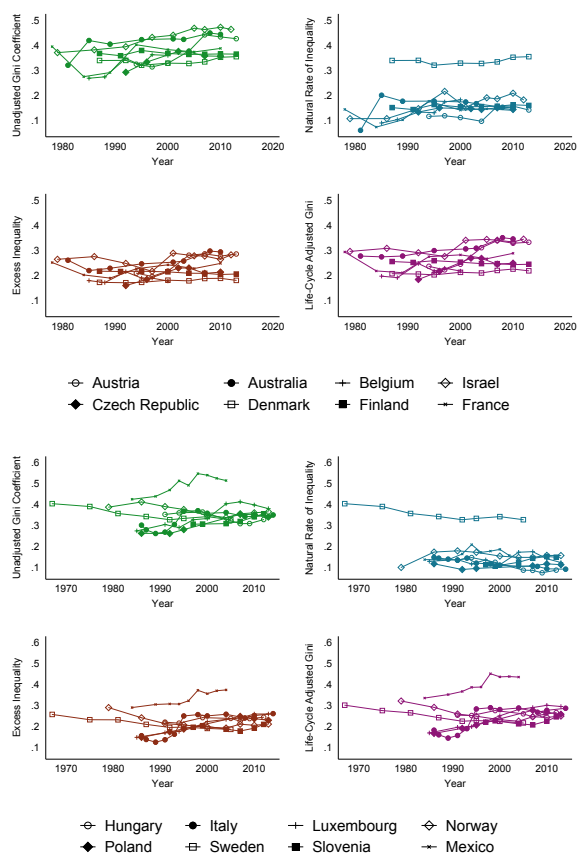 Unadjusted Gini Coefficient
.5
.4
.3
.2
.1
1980 1990 2000 2010 2020
Year
Natural Rate of Inequality
.5
.4
.3
.2
.1
1980 1990 2000 2010 2020
Year
Excess Inequality
.5
.4
.3
.2
.1
1980 1990 2000 2010 2020
Year
Life-Cycle Adjusted Gini
.5
.4
.3
.2
.1
1980 1990 2000 2010 2020
Year
Austria Australia Belgium Israel
Czech Republic Denmark Finland France
Unadjusted Gini Coefficient
.6
.5
.4
.3
.2
.1
1970 1980 1990 2000 2010
Year
Natural Rate of Inequality
.6
.5
.4
.3
.2
.1
1970 1980 1990 2000 2010
Year
Excess Inequality
.6
.5
.4
.3
.2
.1
1970 1980 1990 2000 2010
Year
Life-Cycle Adjusted Gini
.6
.5
.4
.3
.2
.1
1970 1980 1990 2000 2010
Year
Hungary Italy Luxembourg Norway
Poland Sweden Slovenia Mexico